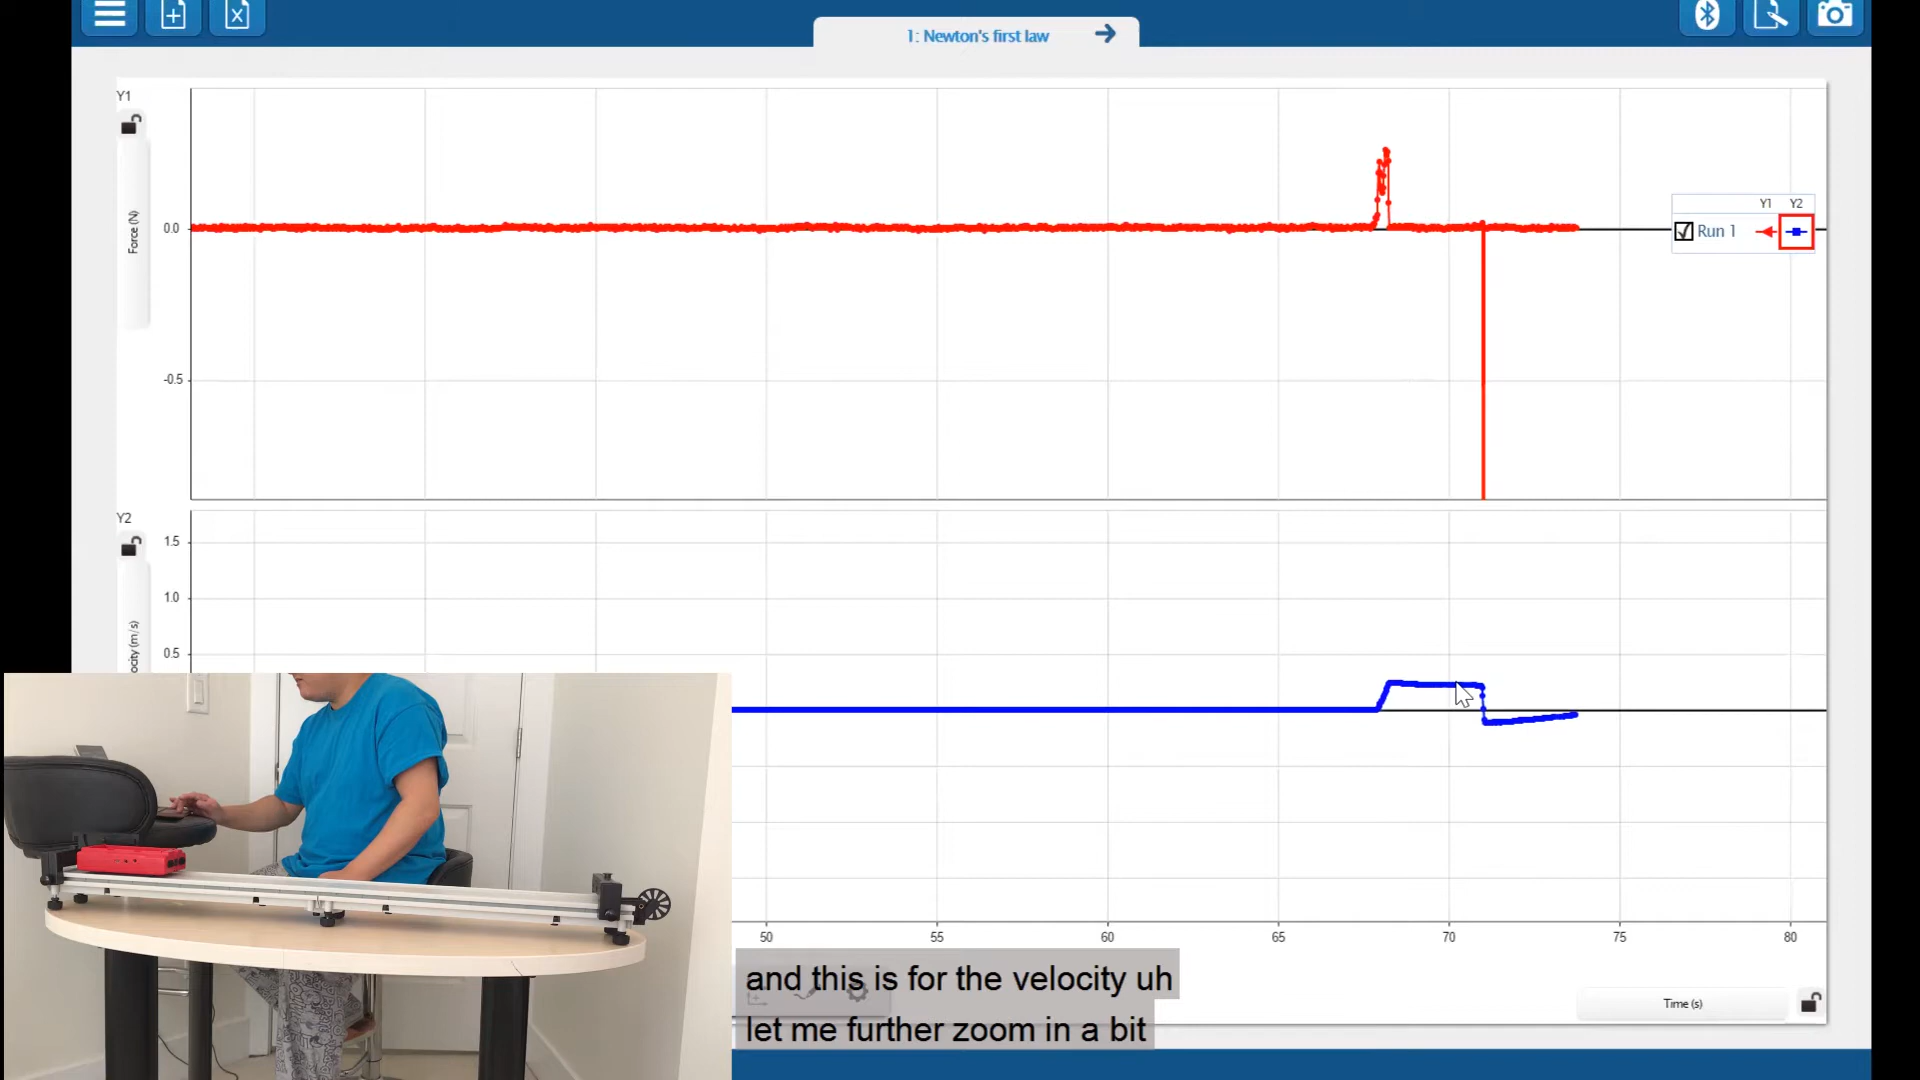 1: Newton's first law
Y1
Force (N)
0.0
-0.5
Y1 Y2
Run 1
Y2
ocity (m/s)
1.5
1.0
0.5
50 55 60 65 70 75 80
Time (s)
and this is for the velocity uh
let me further zoom in a bit